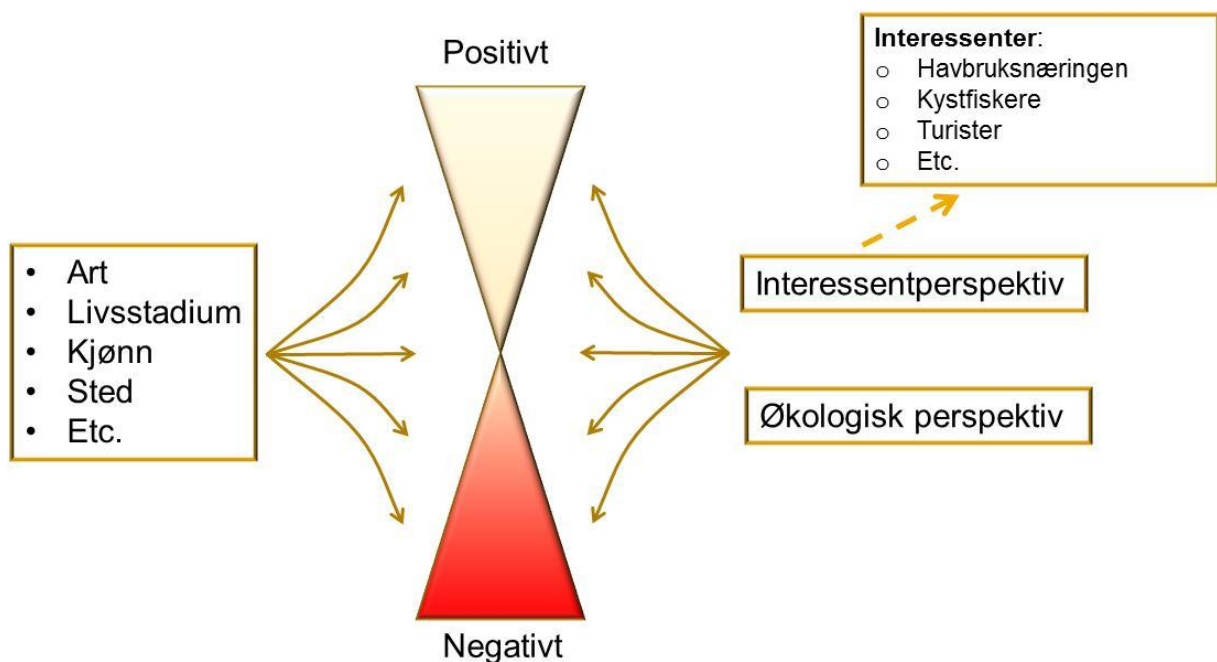 Positivt
Interessenter:
o Havbruksnæringen
o Kystfiskere
o Turister
o Etc.
• Art
• Livsstadium
• Kjønn
• Sted
• Etc.
Interessentperspektiv
Økologisk perspektiv
Negativt